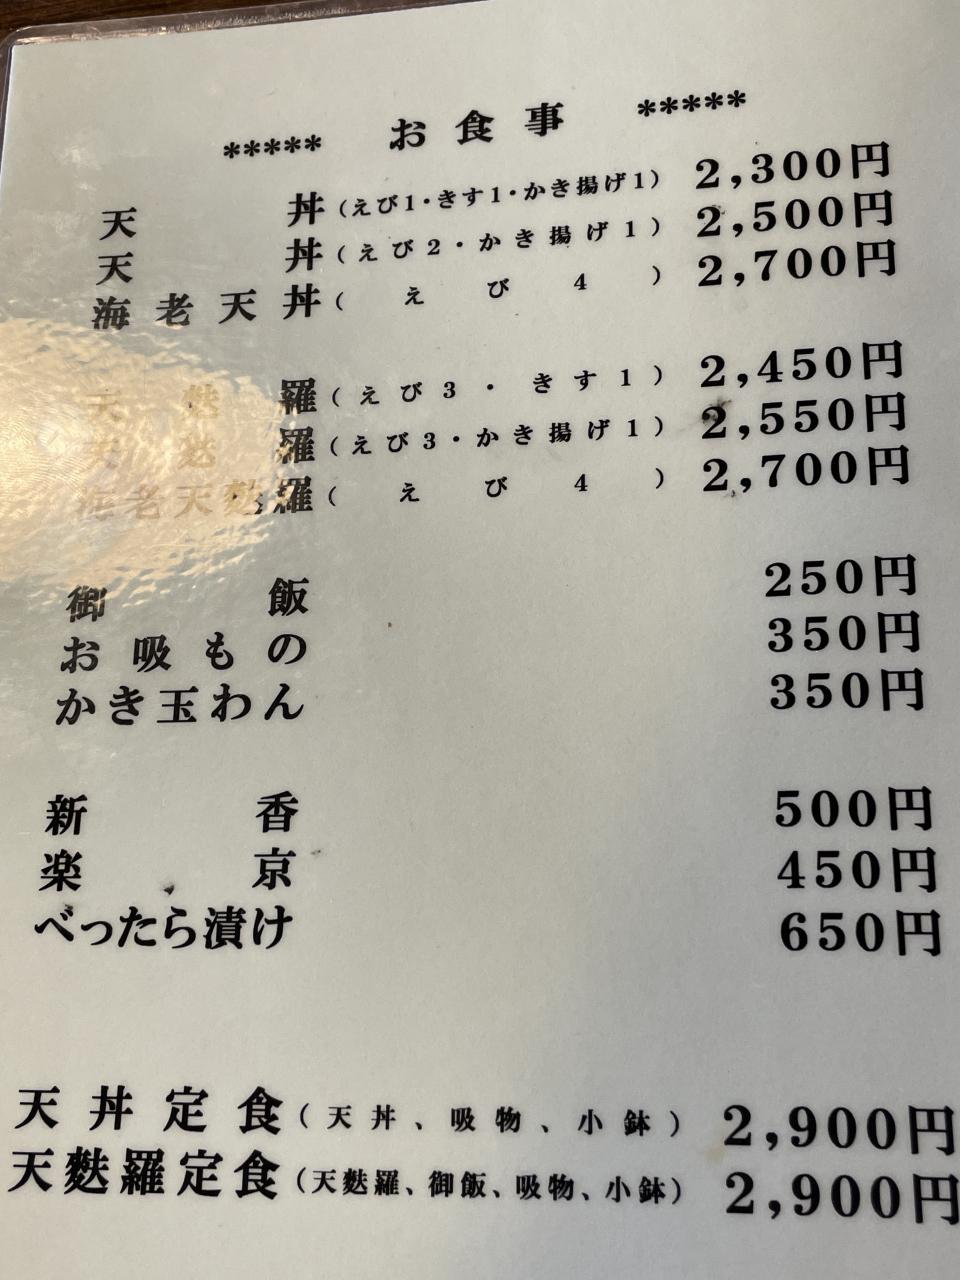 ***** お食事 *****
天丼(えび1・きす1・かき揚げ1) 2,300円
天丼(えび2・かき揚げ1) 2,500円
海老天丼(えび4) 2,700円
天麩羅(えび3・きす1) 2,450円
天麩羅(えび3・かき揚げ1) 2,550円
海老天麩羅(えび4) 2,700円
御飯 250円
お吸もの 350円
かき玉わん 350円
新香 500円
楽京 450円
べったら漬け 650円
天丼定食(天丼、吸物、小鉢) 2,900円
天麩羅定食(天麩羅、御飯、吸物、小鉢) 2,900円